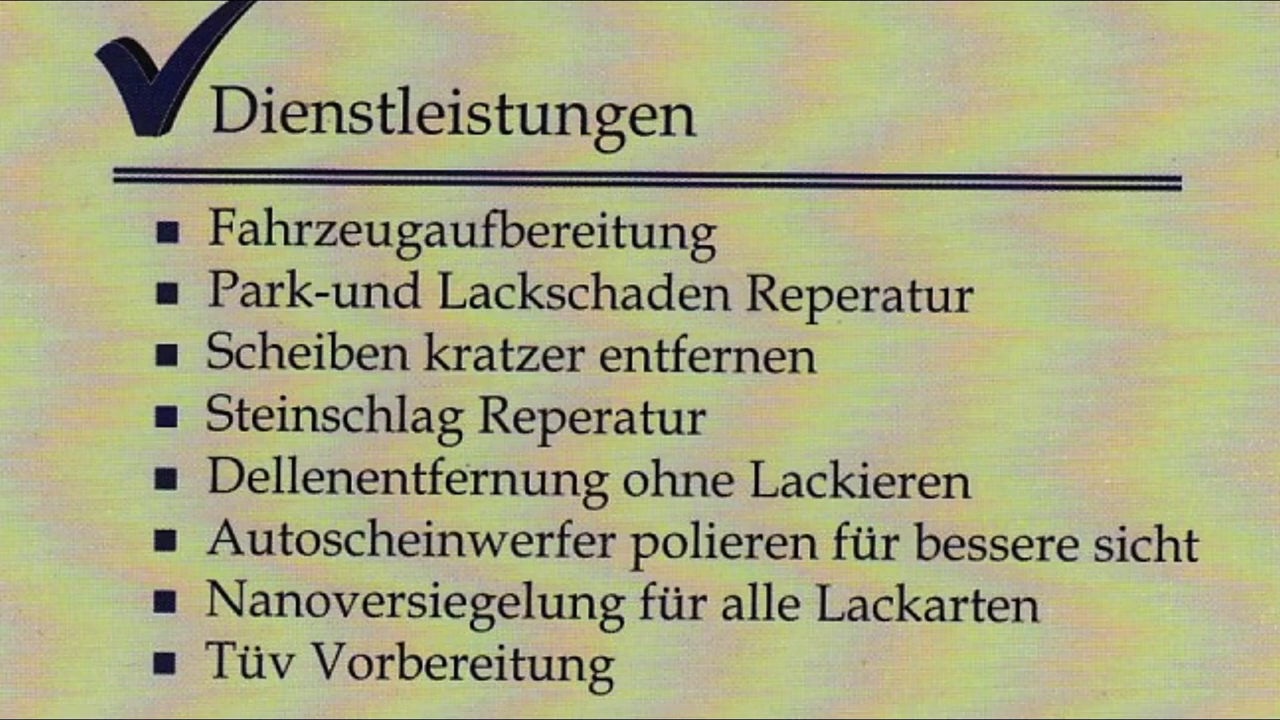 Dienstleistungen
Fahrzeugaufbereitung
Park-und Lackschaden Reperatur
Scheiben kratzer entfernen
Steinschlag Reperatur
Dellenentfernung ohne Lackieren
Autoscheinwerfer polieren für bessere sicht
Nanoversiegelung für alle Lackarten
Tüv Vorbereitung